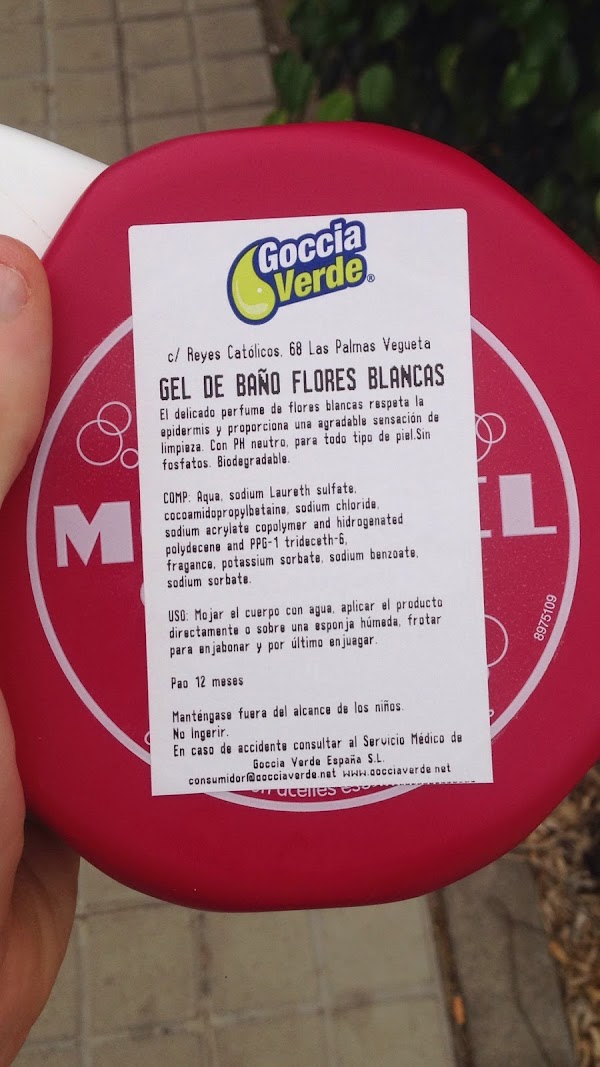 Goccia
Verde®
c/ Reyes Católicos, 68 Las Palmas Vegueta
GEL DE BAÑO FLORES BLANCAS
El delicado perfume de flores blancas respeta la
epidermis y proporciona una agradable sensación de
limpieza. Con PH neutro, para todo tipo de piel.Sin
fosfatos. Biodegradable.
COMP: Aqua, sodium Laureth sulfate,
cocoamidopropylbetaine, sodium chloride,
sodium acrylate copolymer and hidrogenated
polydecene and PPG-1 trideceth-6,
fragance, potassium sorbate, sodium benzoate,
sodium sorbate.
USO: Mojar el cuerpo con agua, aplicar el producto
directamente o sobre una esponja húmeda, frotar
para enjabonar y por último enjuagar.
Pao 12 meses
Manténgase fuera del alcance de los niños.
No Ingerir.
En caso de accidente consultar al Servicio Médico de
Goccia Verde España S.L.
consumidor@gocciaverde.net www.gocciaverde.net
8975109